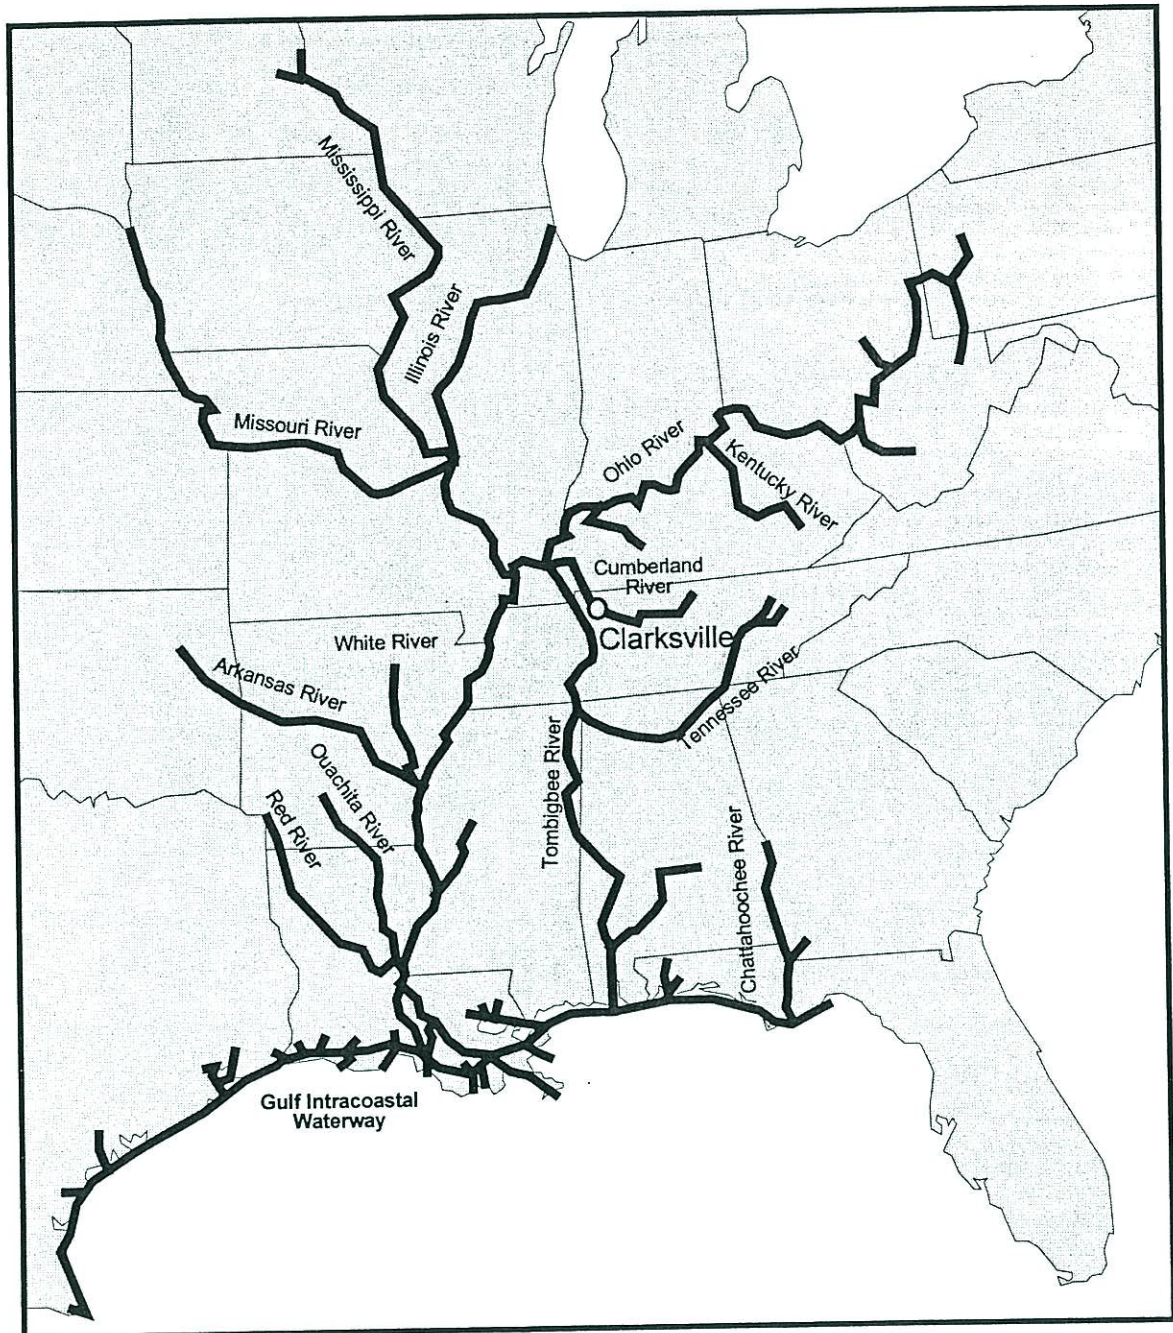 Mississippi River
Illinois River
Missouri River
Ohio River
Kentucky River
Cumberland
River
Clarksville
White River
Arkansas River
Tennessee River
Ouachita River
Red River
Tombigbee River
Chattahoochee River
Gulf Intracoastal
Waterway